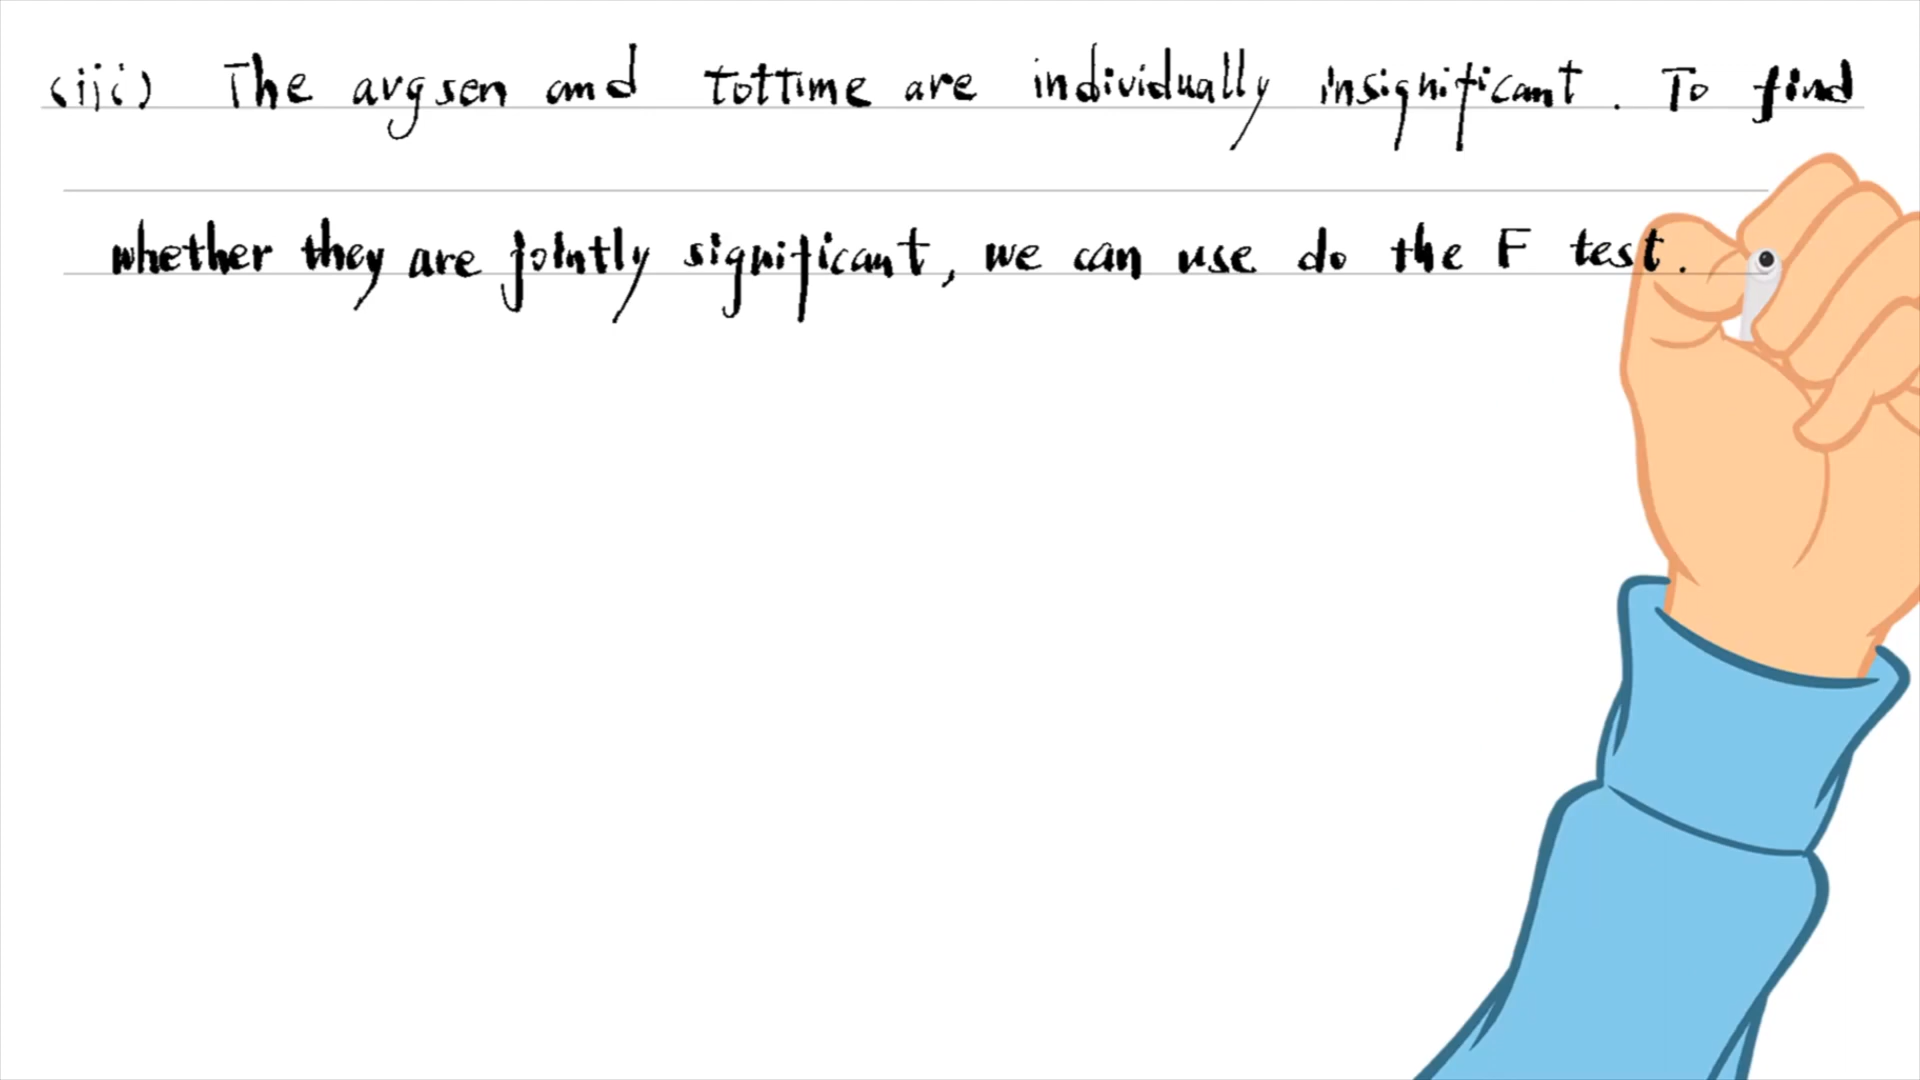 (iii) The avgsen and tottime are individually insignificant. To find
whether they are jointly significant, we can use do the F test.